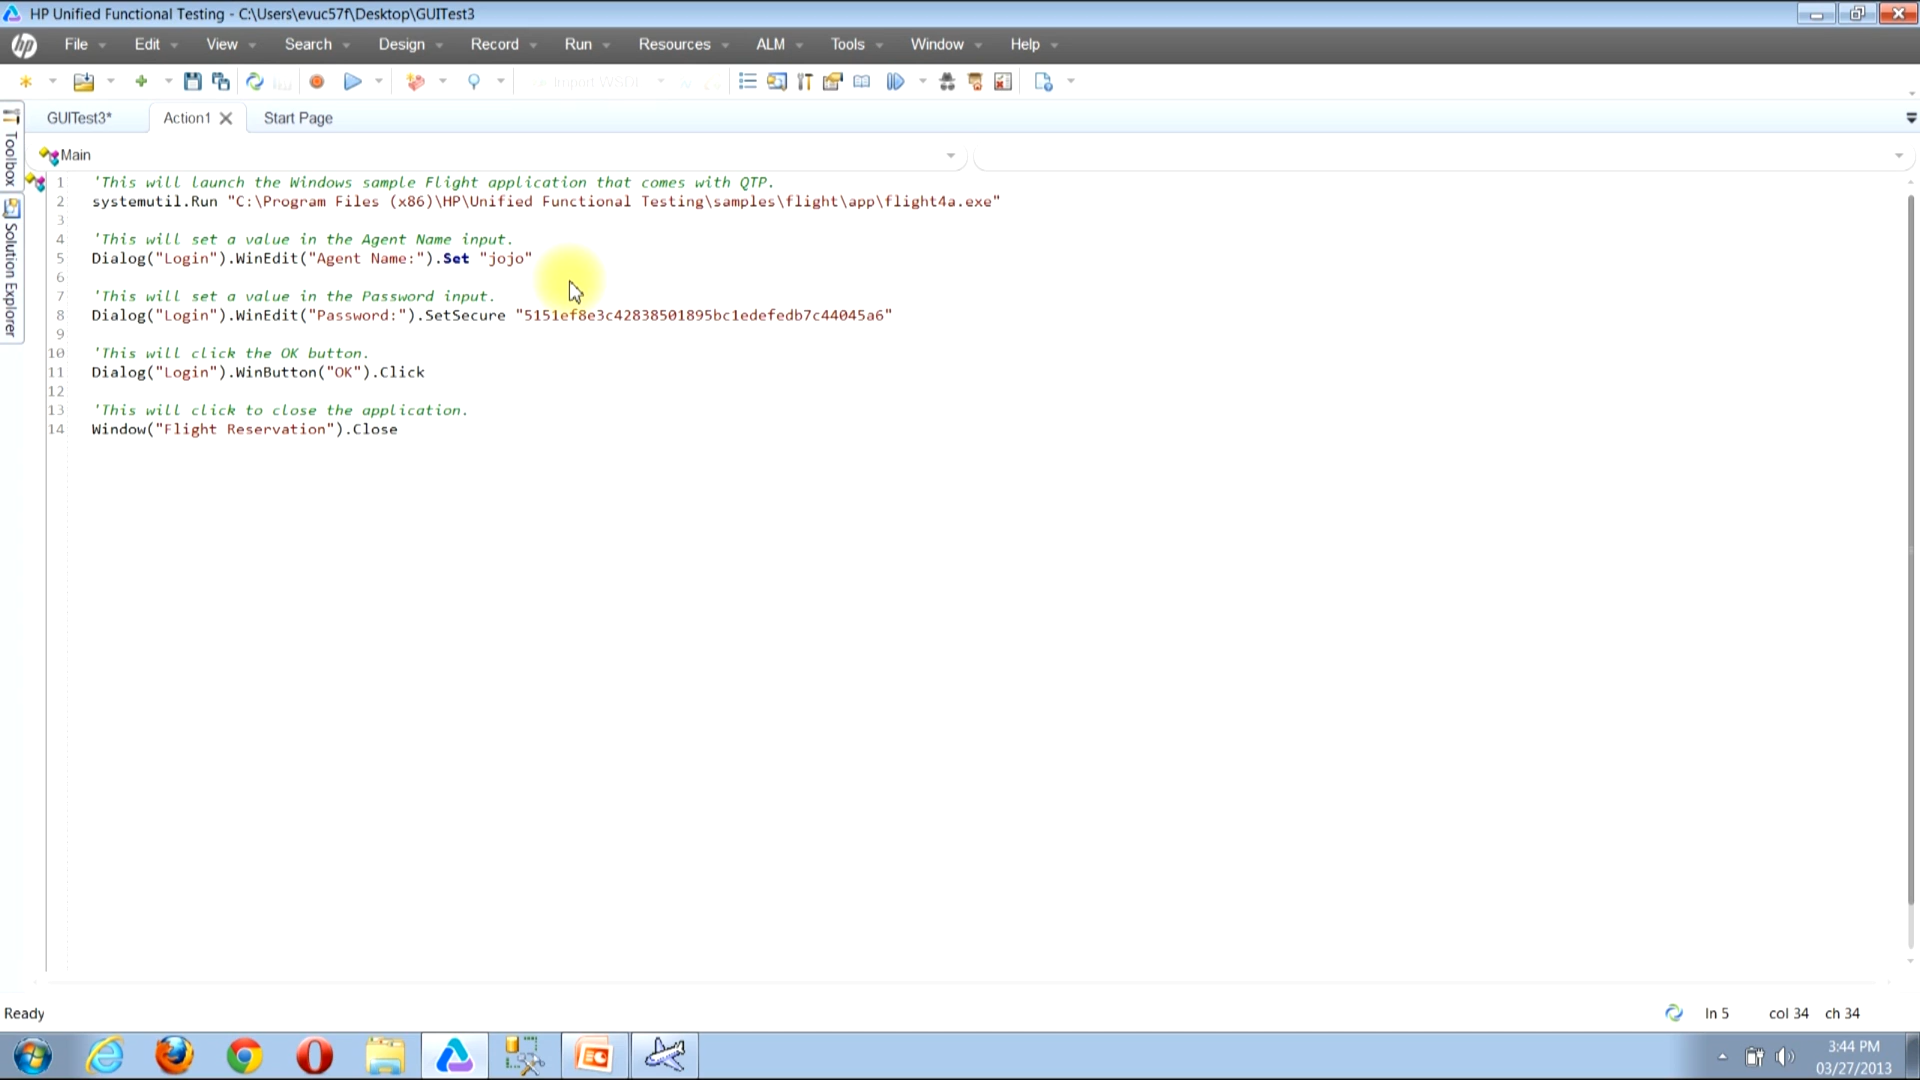 HP Unified Functional Testing - C:\Users\evuc57f\Desktop\GUITest3
hp File Edit View Search Design Record Run Resources ALM Tools Window Help
Import WSDL
GUITest3* Action1 Start Page
Toolbox
Solution Explorer
Main
1 'This will launch the Windows sample Flight application that comes with QTP.
2 systemutil.Run "C:\Program Files (x86)\HP\Unified Functional Testing\samples\flight\app\flight4a.exe"
3
4 'This will set a value in the Agent Name input.
5 Dialog("Login").WinEdit("Agent Name:").Set "jojo"
6
7 'This will set a value in the Password input.
8 Dialog("Login").WinEdit("Password:").SetSecure "5151ef8e3c42838501895bc1edefedb7c44045a6"
9
10 'This will click the OK button.
11 Dialog("Login").WinButton("OK").Click
12
13 'This will click to close the application.
14 Window("Flight Reservation").Close
Ready
ln 5 col 34 ch 34
3:44 PM
03/27/2013